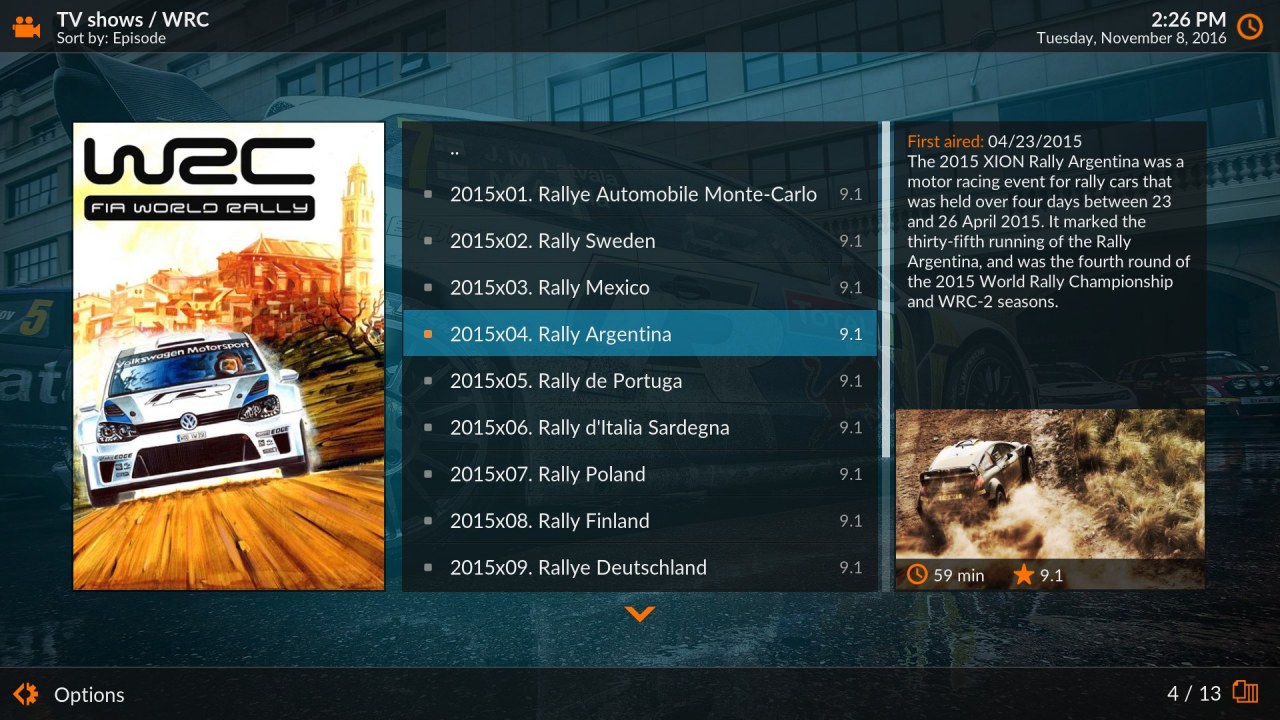 TV shows / WRC
Sort by: Episode
2:26 PM
Tuesday, November 8, 2016
WRC
FIA WORLD RALLY
Volkswagen Motorsport
..
2015x01. Rallye Automobile Monte-Carlo 9.1
2015x02. Rally Sweden 9.1
2015x03. Rally Mexico 9.1
2015x04. Rally Argentina 9.1
2015x05. Rally de Portuga 9.1
2015x06. Rally d'Italia Sardegna 9.1
2015x07. Rally Poland 9.1
2015x08. Rally Finland 9.1
2015x09. Rallye Deutschland 9.1
First aired: 04/23/2015
The 2015 XION Rally Argentina was a
motor racing event for rally cars that
was held over four days between 23
and 26 April 2015. It marked the
thirty-fifth running of the Rally
Argentina, and was the fourth round of
the 2015 World Rally Championship
and WRC-2 seasons.
59 min 9.1
Options
4 / 13